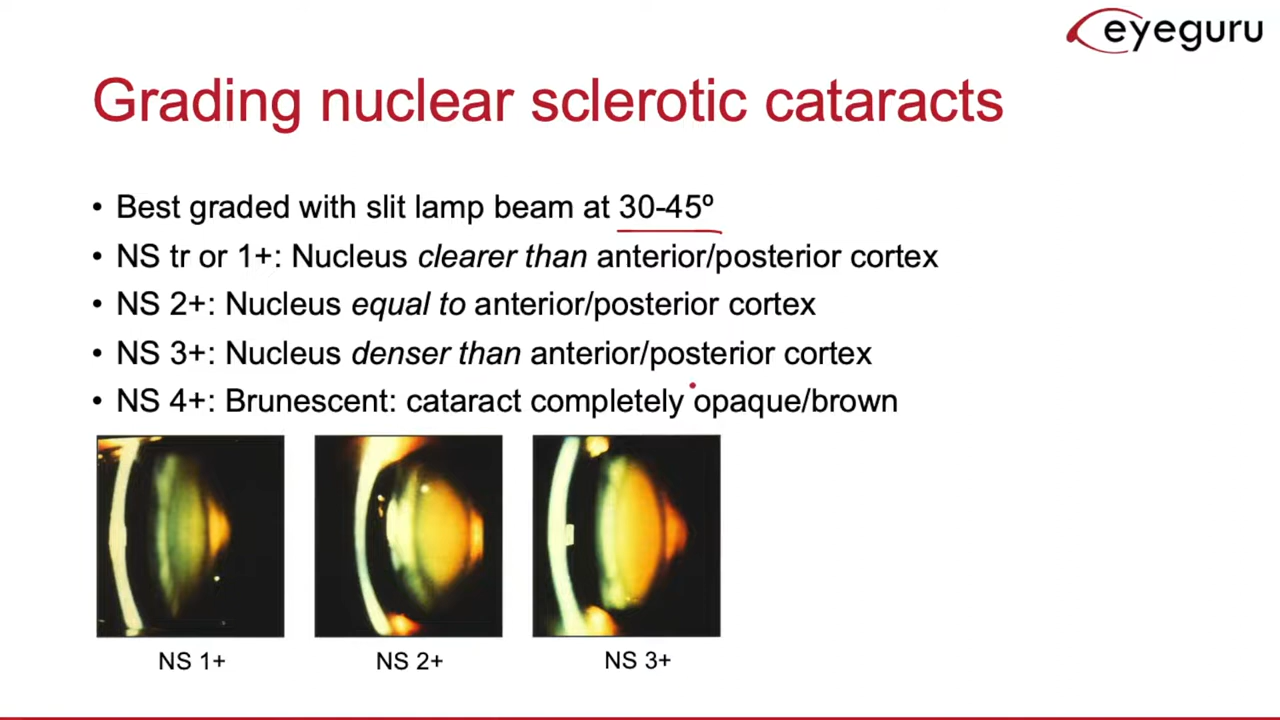 eyeguru
Grading nuclear sclerotic cataracts
• Best graded with slit lamp beam at 30-45º
• NS tr or 1+: Nucleus clearer than anterior/posterior cortex
• NS 2+: Nucleus equal to anterior/posterior cortex
• NS 3+: Nucleus denser than anterior/posterior cortex
• NS 4+: Brunescent: cataract completely opaque/brown
NS 1+
NS 2+
NS 3+